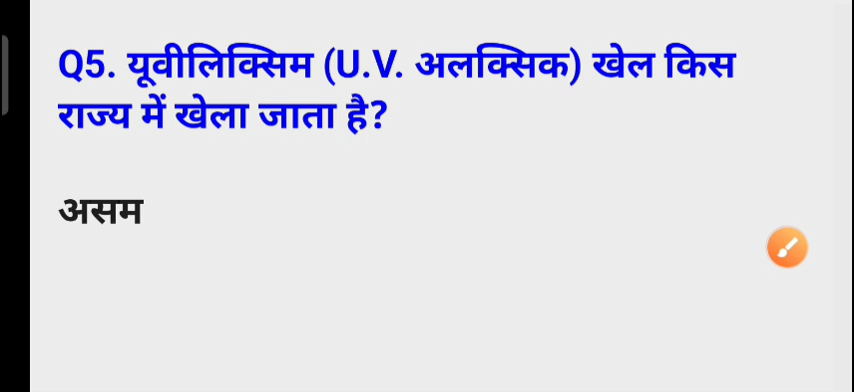 Q5. यूवीलिक्सिम (U.V. अलक्सिक) खेल किस
राज्य में खेला जाता है?
असम